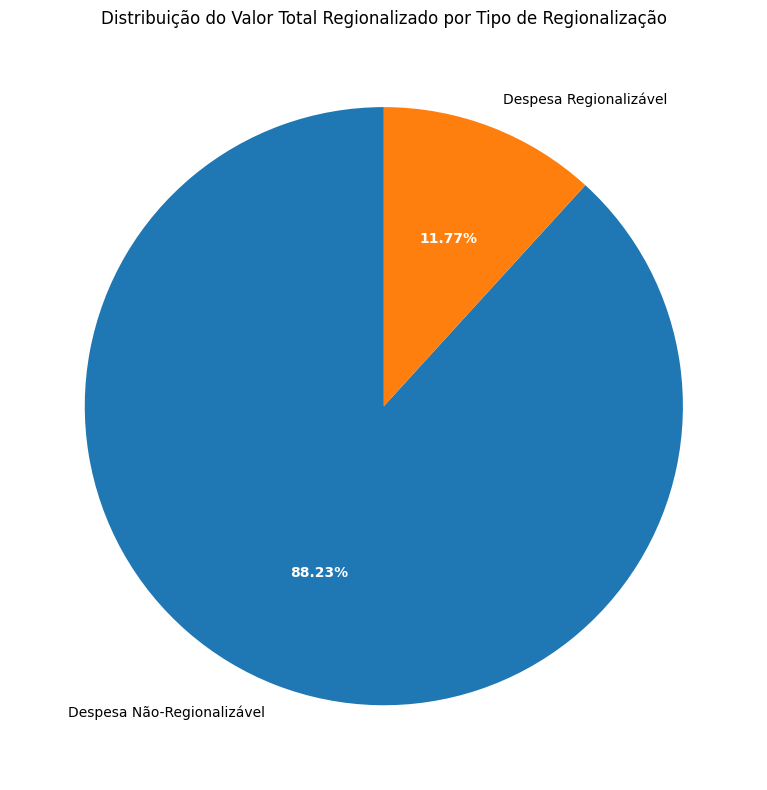 Distribuição do Valor Total Regionalizado por Tipo de Regionalização
Despesa Regionalizável
11.77%
88.23%
Despesa Não-Regionalizável